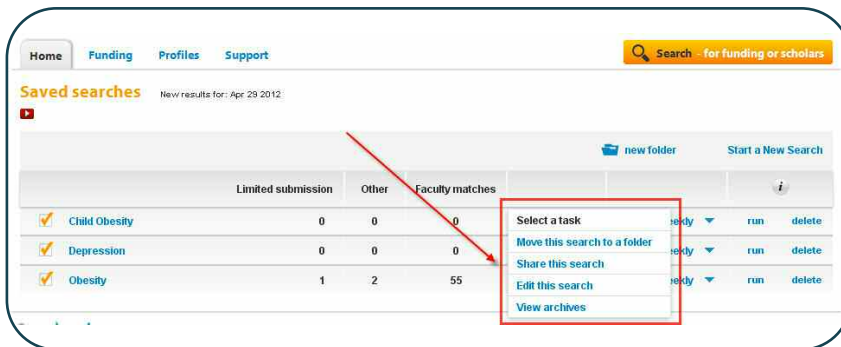 Home Funding Profiles Support Search - for funding or scholars
Saved searches New results for: Apr 29 2012
new folder Start a New Search
Limited submission Other Faculty matches i
Child Obesity 0 0 0 Select a task run delete
Move this search to a folder
Depression 0 0 0 Share this search run delete
Obesity 1 2 55 Edit this search run delete
View archives